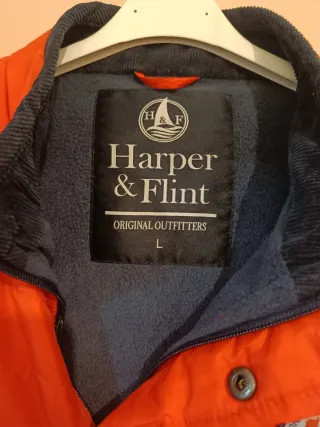 H & F
Harper
& Flint
ORIGINAL OUTFITTERS
L